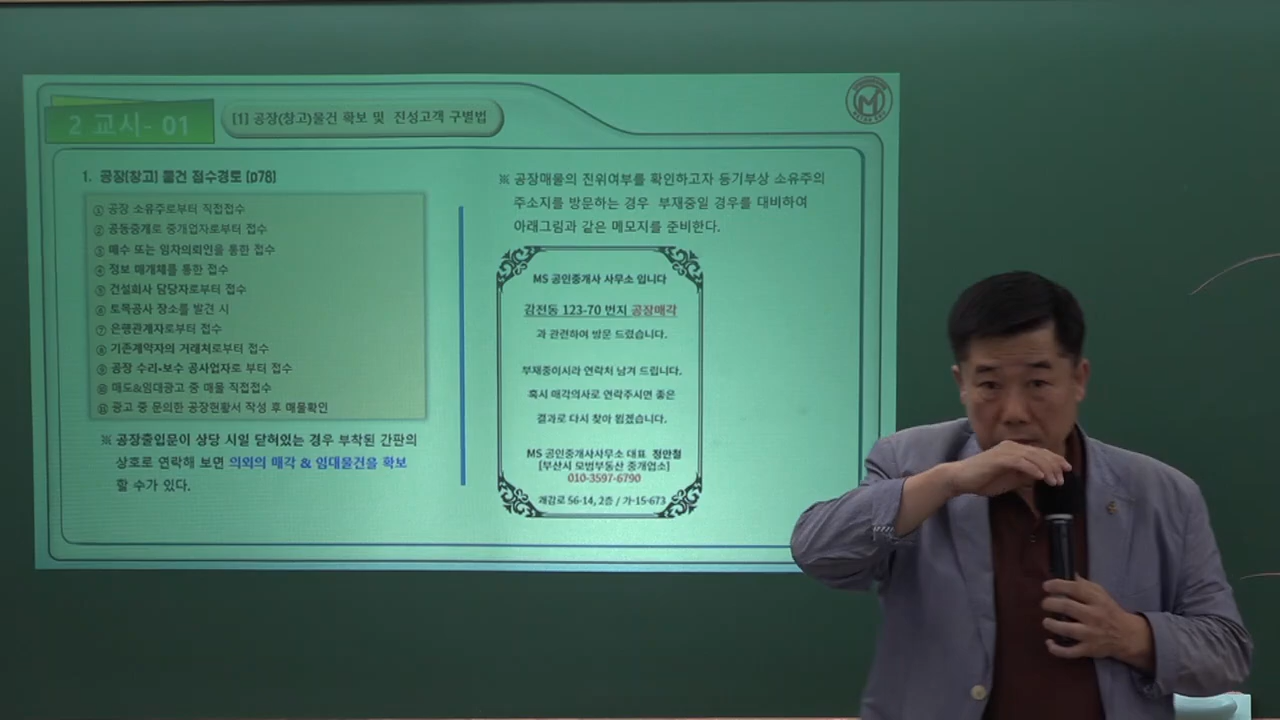 2.교시- 01
[1] 공장(창고)물건 확보 및 진성고객 구별법
1. 공장(창고) 물건 접수경로 (p78)
① 공장 소유주로부터 직접접수
② 공동중개로 중개업자로부터 접수
③ 매수 또는 임차의뢰인을 통한 접수
④ 정보 매개체를 통한 접수
⑤ 건설회사 담당자로부터 접수
⑥ 토목공사 장소를 발견 시
⑦ 은행관계자로부터 접수
⑧ 기존계약자의 거래처로부터 접수
⑨ 공장 수리·보수 공사업자로 부터 접수
⑩ 매도&임대광고 중 매물 직접접수
⑪ 광고 중 문의한 공장현황서 작성 후 매물확인
※ 공장출입문이 상당 시일 닫혀있는 경우 부착된 간판의
상호로 연락해 보면 의외의 매각 & 임대물건을 확보
할 수가 있다.
※ 공장매물의 진위여부를 확인하고자 등기부상 소유주의
주소지를 방문하는 경우 부재중일 경우를 대비하여
아래그림과 같은 메모지를 준비한다.
MS 공인중개사 사무소 입니다
감전동 123-70 번지 공장매각
과 관련하여 방문 드렸습니다.
부재중이시라 연락처 남겨 드립니다.
혹시 매각의사로 연락주시면 좋은
결과로 다시 찾아 뵙겠습니다.
MS 공인중개사사무소 대표 정안철
[부산시 모범부동산 중개업소]
010-3597-6790
괘감로 56-14, 2층 / 가-15-673